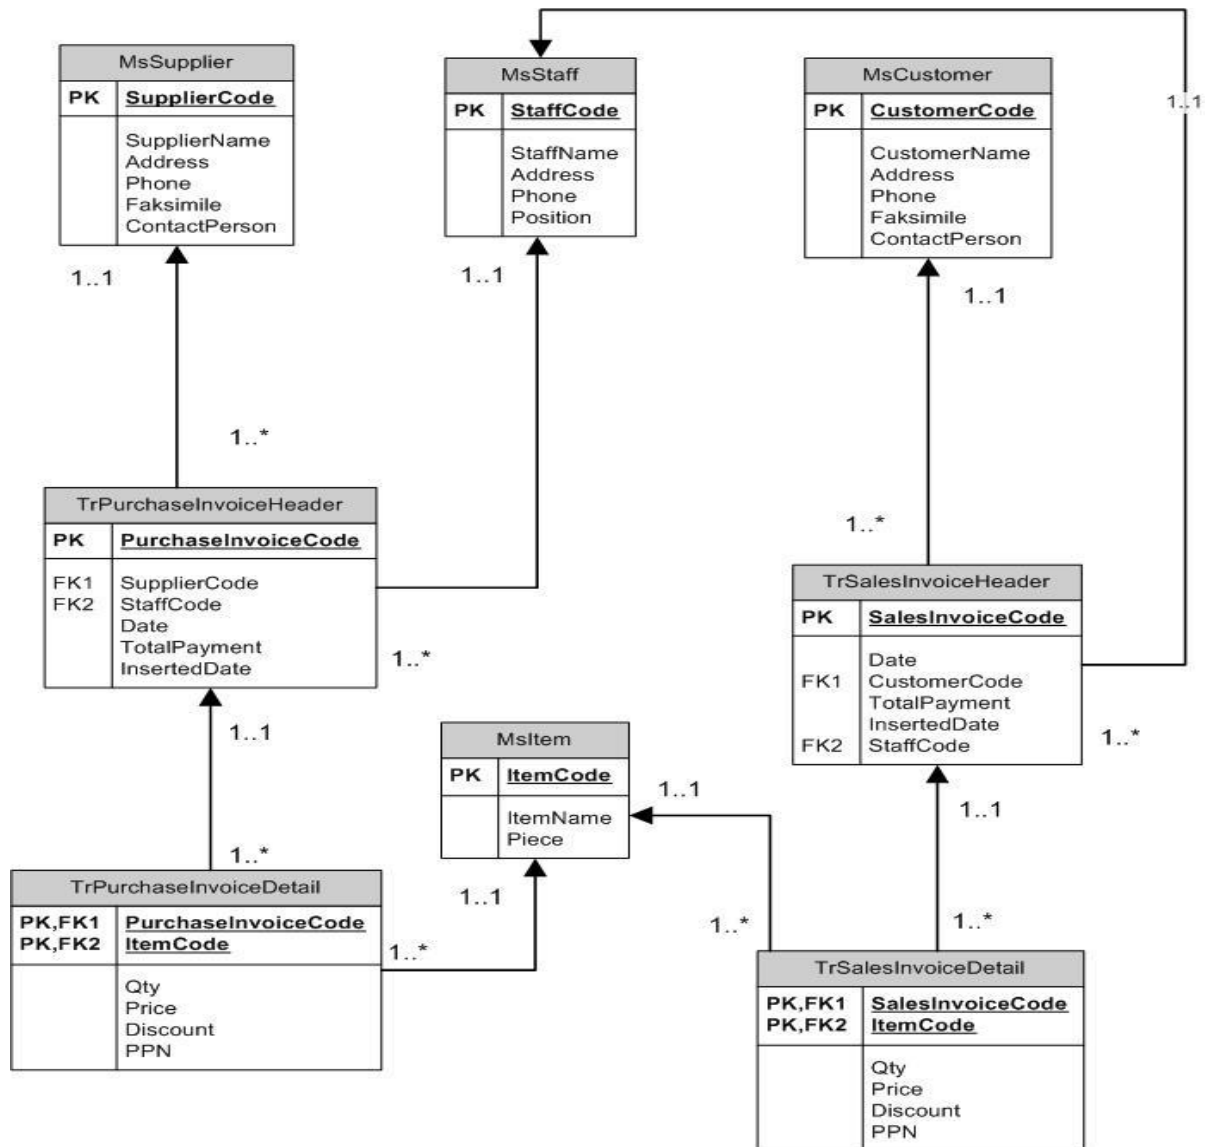 MsSupplier
PK SupplierCode
SupplierName
Address
Phone
Faksimile
ContactPerson
MsStaff
PK StaffCode
StaffName
Address
Phone
Position
MsCustomer
PK CustomerCode
CustomerName
Address
Phone
Faksimile
ContactPerson
1..1
1..1
1..1
1..1
1..*
TrPurchaseInvoiceHeader
PK PurchaseInvoiceCode
FK1 SupplierCode
FK2 StaffCode
Date
TotalPayment
InsertedDate
1..*
1..*
TrSalesInvoiceHeader
PK SalesInvoiceCode
Date
FK1 CustomerCode
TotalPayment
InsertedDate
FK2 StaffCode
1..*
1..1
MsItem
PK ItemCode
ItemName
Piece
1..1
1..1
1..*
TrPurchaseInvoiceDetail
PK,FK1 PurchaseInvoiceCode
PK,FK2 ItemCode
Qty
Price
Discount
PPN
1..1
1..*
1..*
1..*
TrSalesInvoiceDetail
PK,FK1 SalesInvoiceCode
PK,FK2 ItemCode
Qty
Price
Discount
PPN